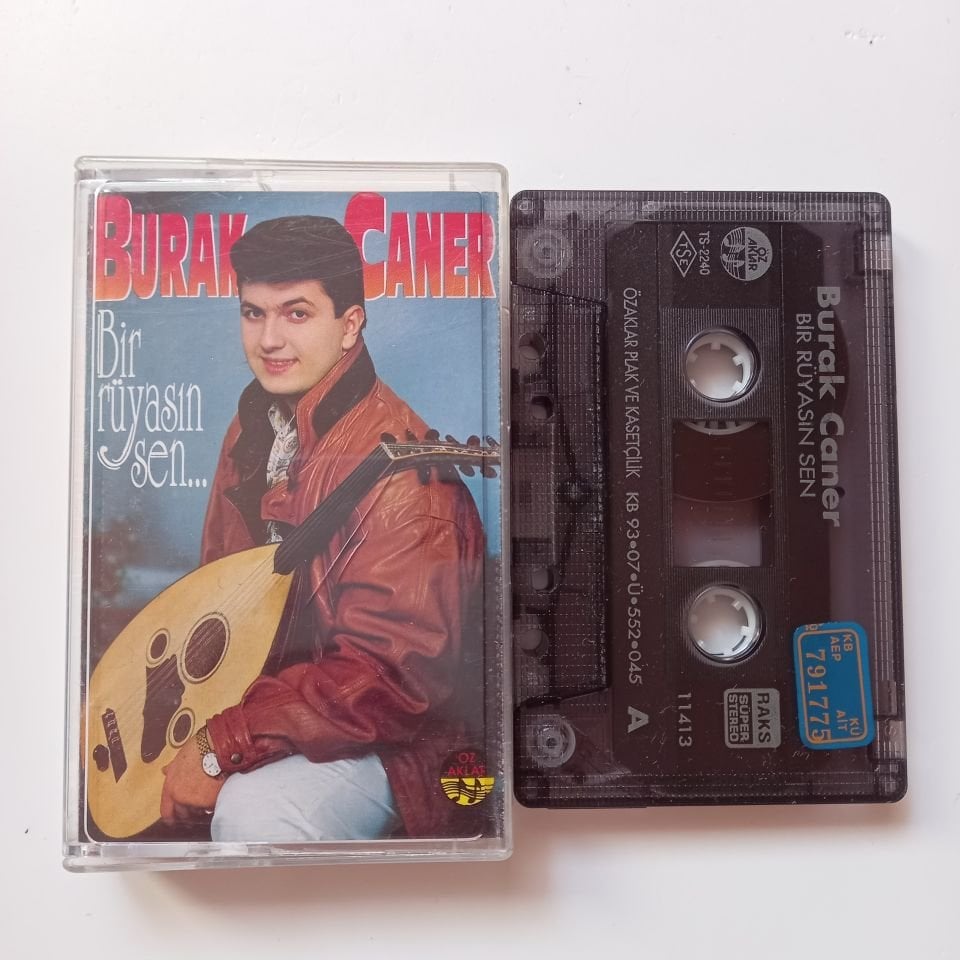 BURAK CANER
Bir
rüyasın
sen...
ÖZ
AKLAR
ÖZ
AKLAR
TS-2240
TSE
Burak Caner
BİR RÜYASIN SEN
ÖZAKLAR PLAK VE KASETÇİLİK KB 93•07•Ü•552•045
A
11413
RAKS
SÜPER
STEREO
KB
AEP
791775
KÜ
AİT